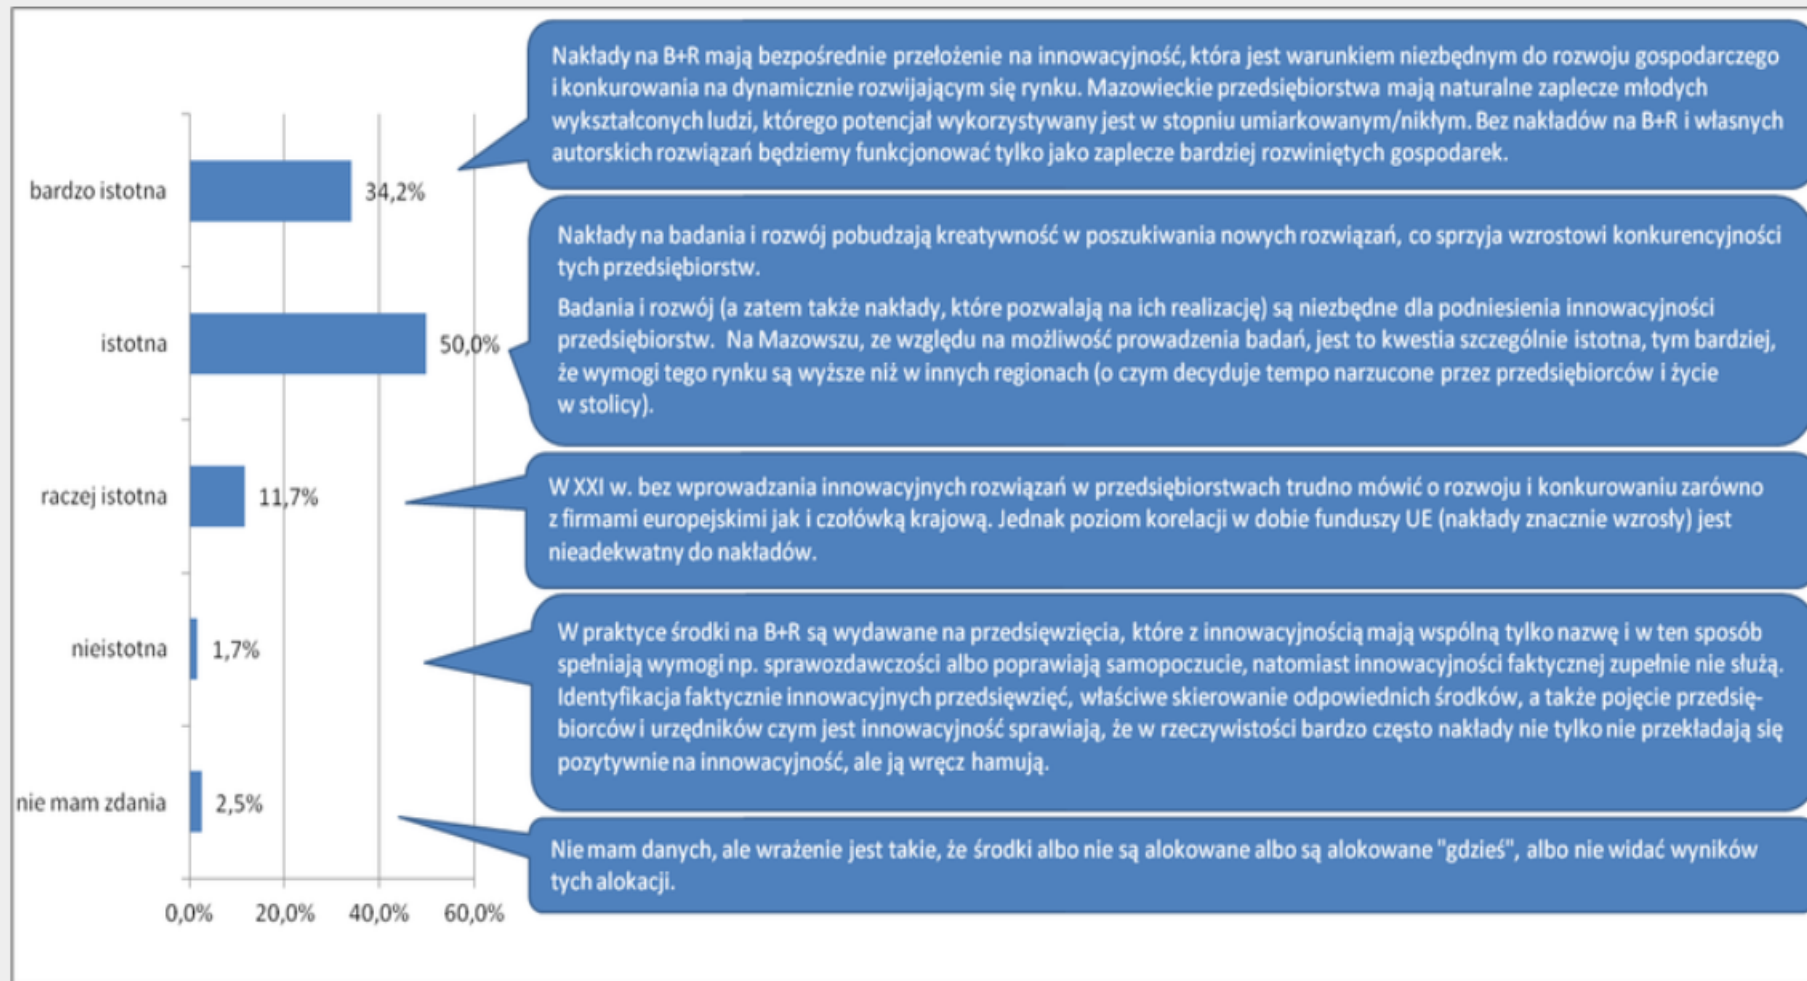 Nakłady na B+R mają bezpośrednie przełożenie na innowacyjność, która jest warunkiem niezbędnym do rozwoju gospodarczego
i konkurowania na dynamicznie rozwijającym się rynku. Mazowieckie przedsiębiorstwa mają naturalne zaplecze młodych
wykształconych ludzi, którego potencjał wykorzystywany jest w stopniu umiarkowanym/nikłym. Bez nakładów na B+R i własnych
autorskich rozwiązań będziemy funkcjonować tylko jako zaplecze bardziej rozwiniętych gospodarek.
bardzo istotna 34,2%
Nakłady na badania i rozwój pobudzają kreatywność w poszukiwania nowych rozwiązań, co sprzyja wzrostowi konkurencyjności
tych przedsiębiorstw.
Badania i rozwój (a zatem także nakłady, które pozwalają na ich realizację) są niezbędne dla podniesienia innowacyjności
przedsiębiorstw. Na Mazowszu, ze względu na możliwość prowadzenia badań, jest to kwestia szczególnie istotna, tym bardziej,
że wymogi tego rynku są wyższe niż w innych regionach (o czym decyduje tempo narzucone przez przedsiębiorców i życie
w stolicy).
istotna 50,0%
W XXI w. bez wprowadzania innowacyjnych rozwiązań w przedsiębiorstwach trudno mówić o rozwoju i konkurowaniu zarówno
z firmami europejskimi jak i czołówką krajową. Jednak poziom korelacji w dobie funduszy UE (nakłady znacznie wzrosły) jest
nieadekwatny do nakładów.
raczej istotna 11,7%
W praktyce środki na B+R są wydawane na przedsięwzięcia, które z innowacyjnością mają wspólną tylko nazwę i w ten sposób
spełniają wymogi np. sprawozdawczości albo poprawiają samopoczucie, natomiast innowacyjności faktycznej zupełnie nie służą.
Identyfikacja faktycznie innowacyjnych przedsięwzięć, właściwe skierowanie odpowiednich środków, a także pojęcie przedsię-
biorców i urzędników czym jest innowacyjność sprawiają, że w rzeczywistości bardzo często nakłady nie tylko nie przekładają się
pozytywnie na innowacyjność, ale ją wręcz hamują.
nieistotna 1,7%
Nie mam danych, ale wrażenie jest takie, że środki albo nie są alokowane albo są alokowane "gdzieś", albo nie widać wyników
tych alokacji.
nie mam zdania 2,5%
0,0% 20,0% 40,0% 60,0%